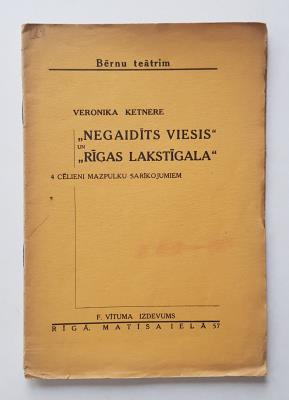 Bērnu teātrim
VERONIKA KETNERE
„NEGAIDĪTS VIESIS“
UN
„RĪGAS LAKSTĪGALA“
4 CĒLIENI MAZPULKU SARĪKOJUMIEM
F. VĪTUMA IZDEVUMS
RĪGĀ, MATĪSA IELĀ 57